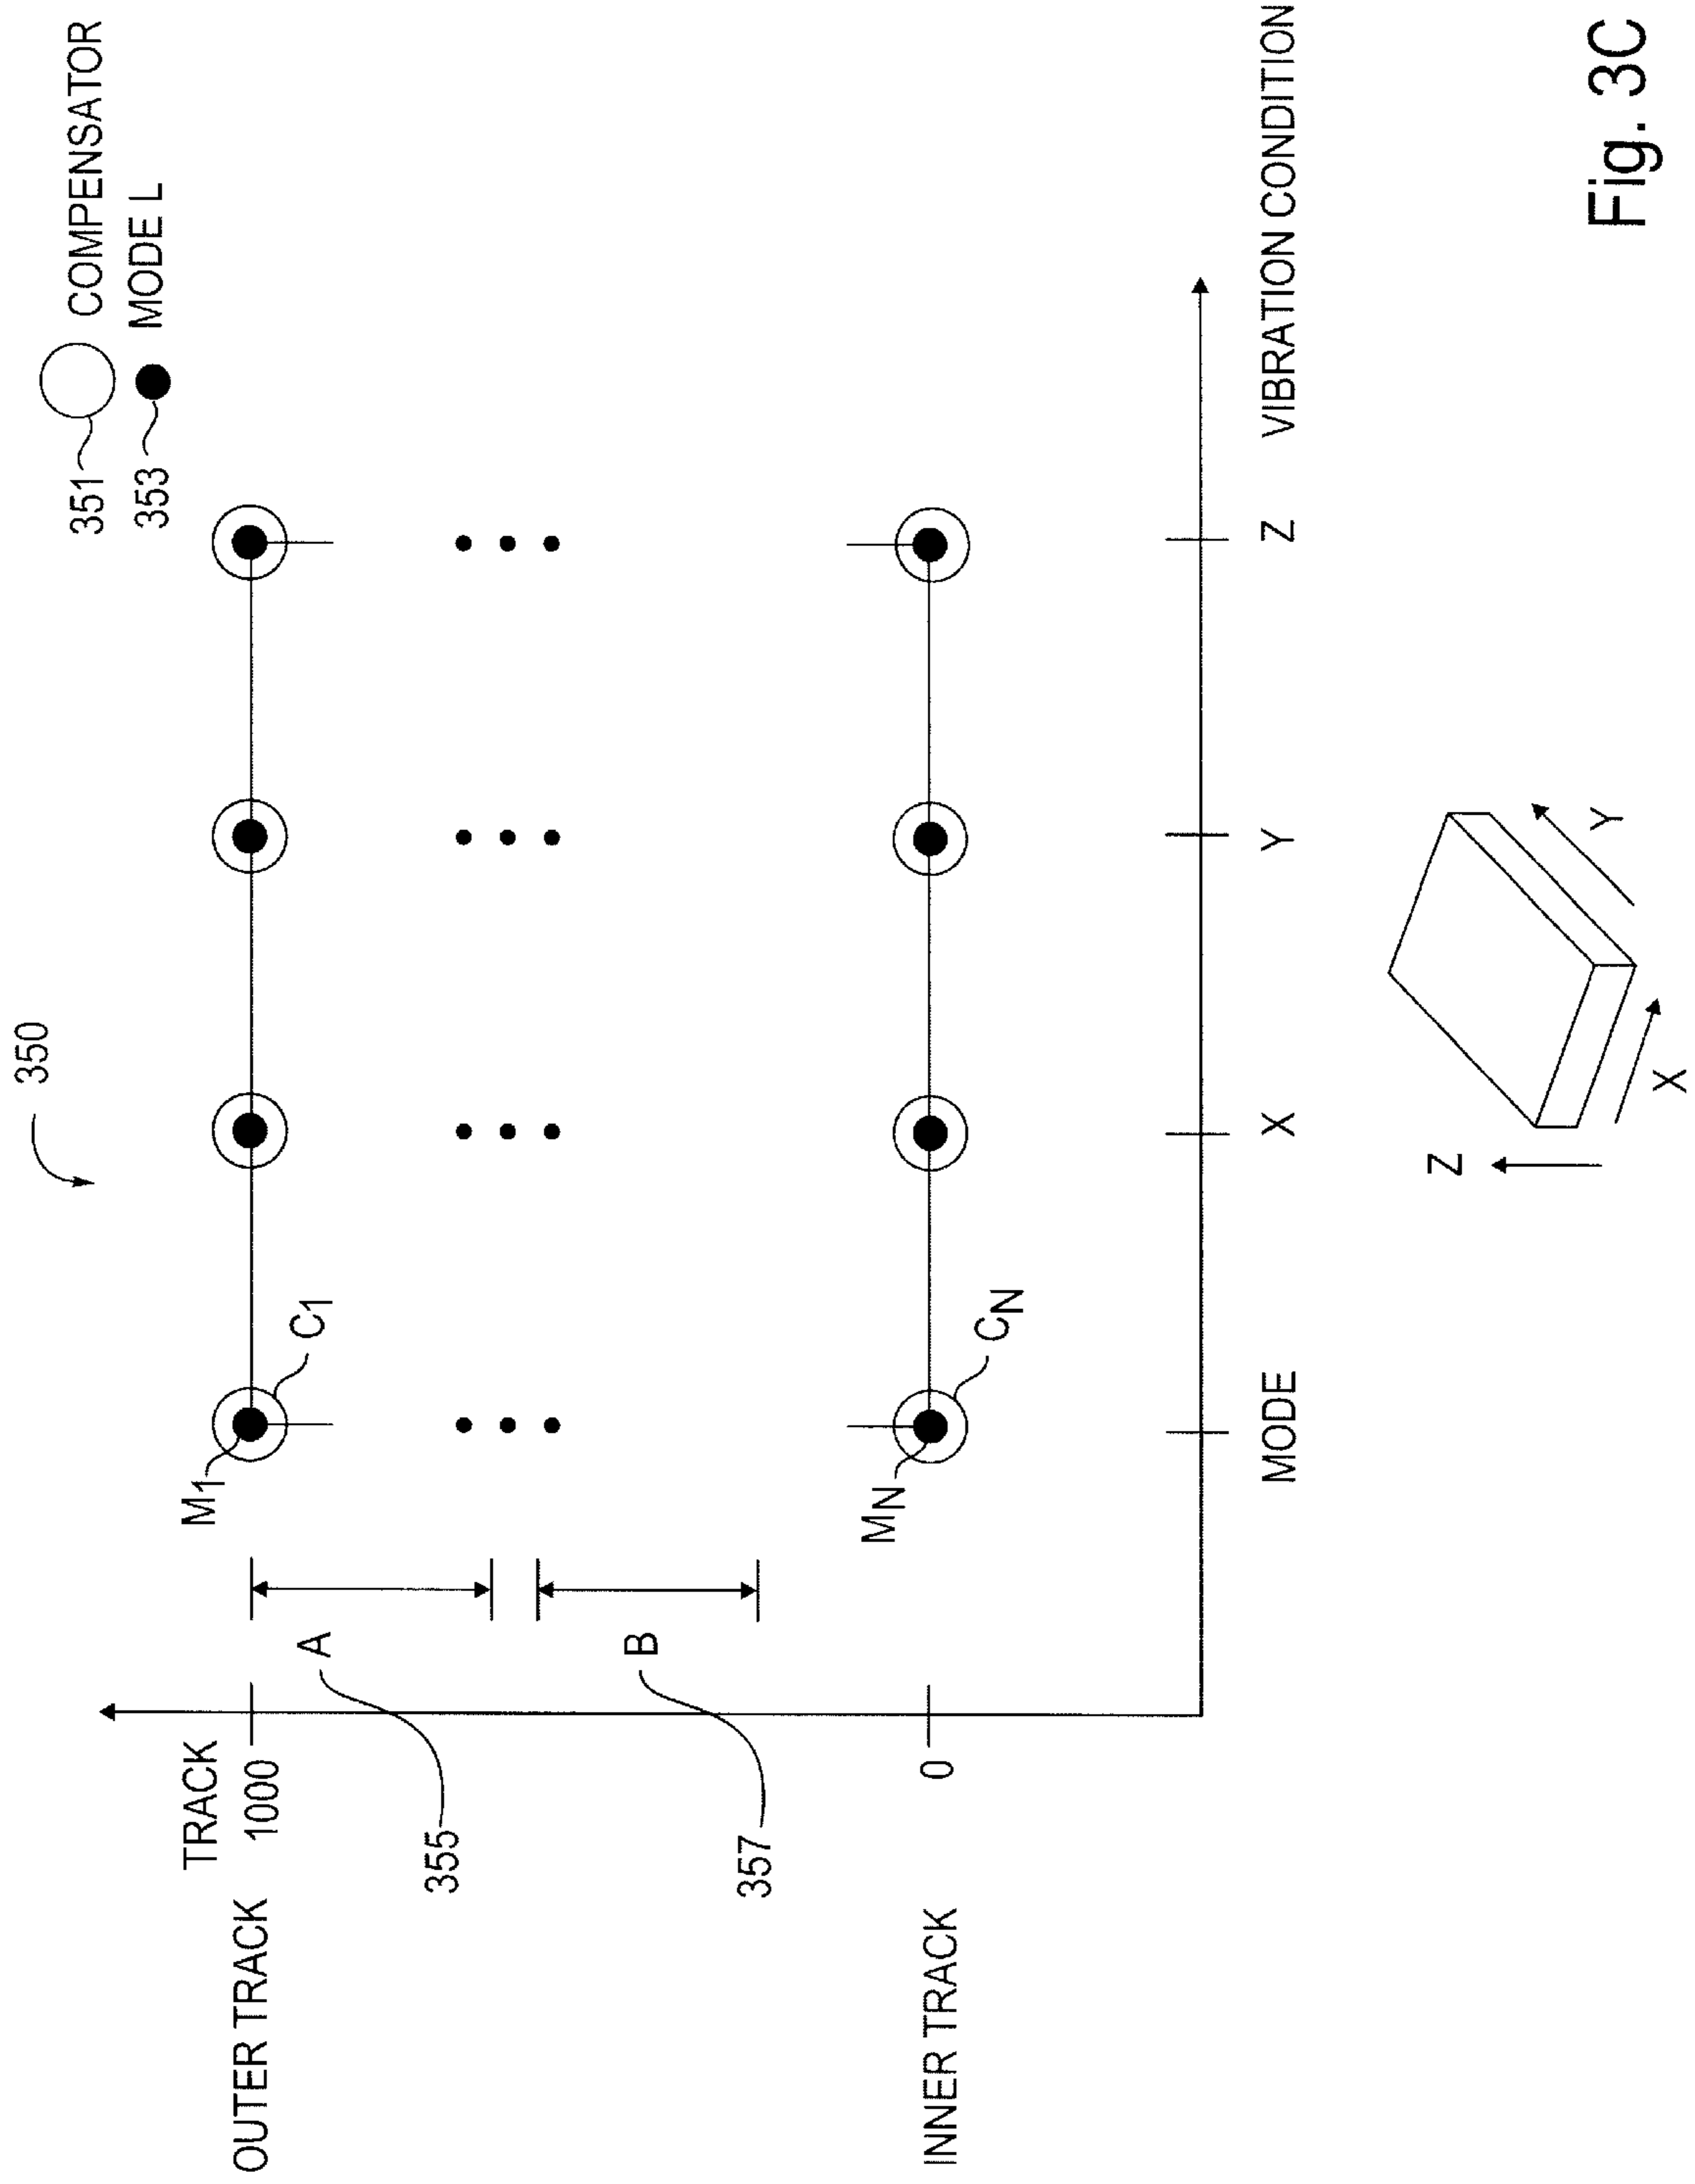 350
351 COMPENSATOR
353 MODE L
TRACK
OUTER TRACK 1000
M1
C1
A
355
B
357
INNER TRACK 0
MN
CN
MODE X Y Z VIBRATION CONDITION
Z
X
Y
Fig. 3C